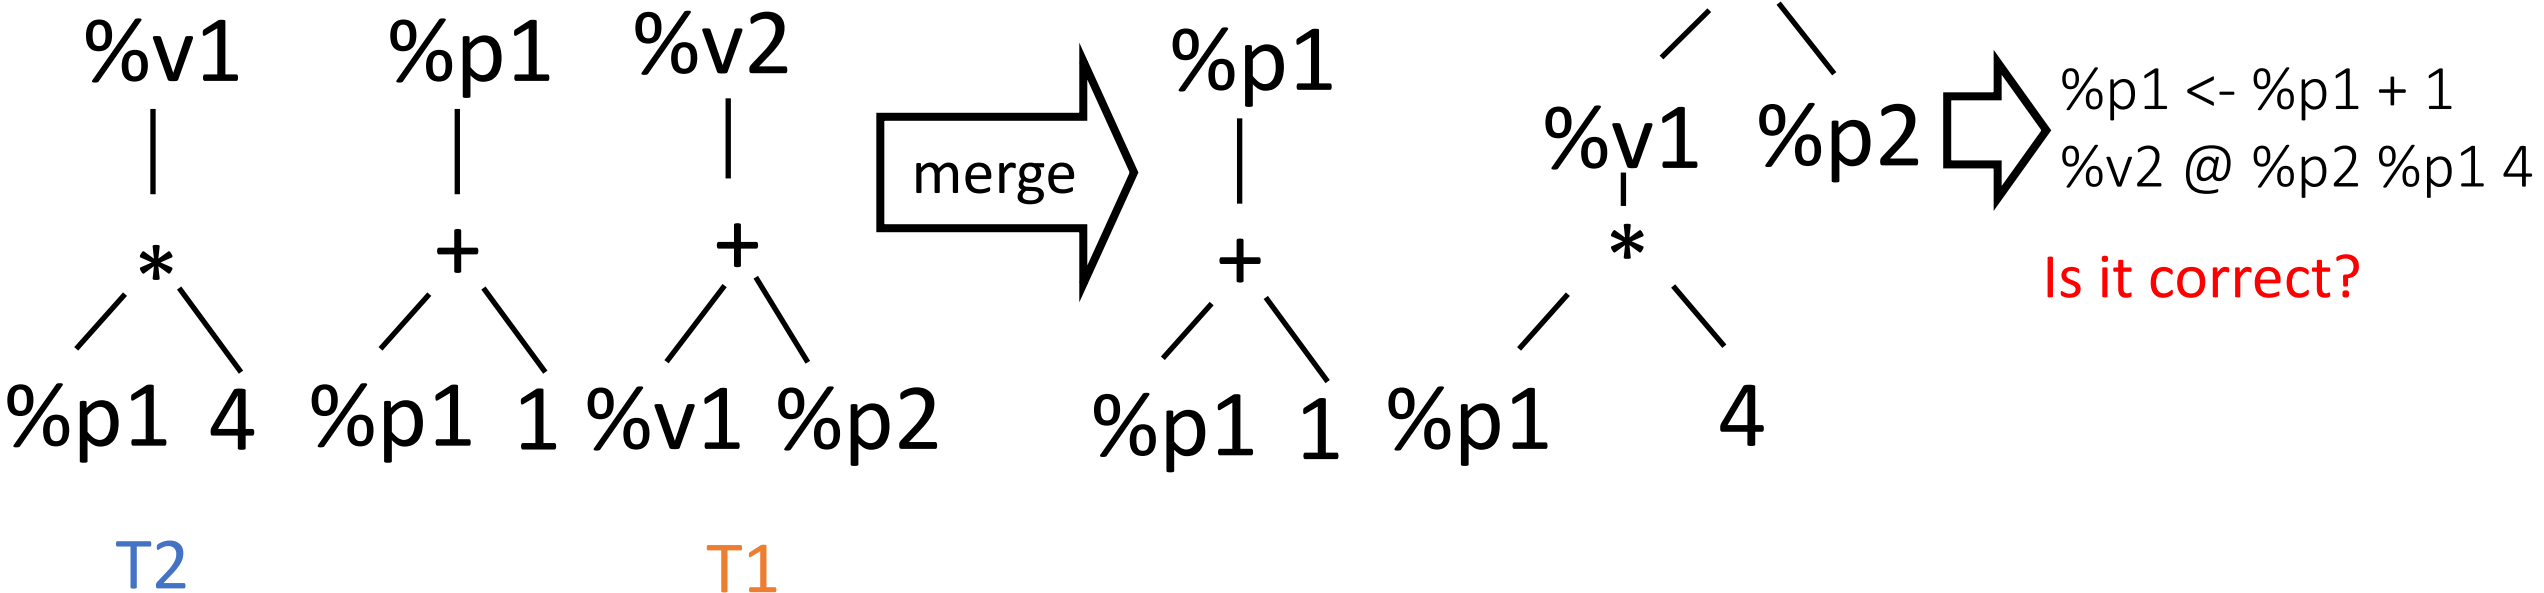 %v1 %p1 %v2
* + +
%p1 4 %p1 1 %v1 %p2
T2 T1
merge
%p1
+
%p1 1
%v1 %p2
*
%p1 4
%p1 <- %p1 + 1
%v2 @ %p2 %p1 4
Is it correct?